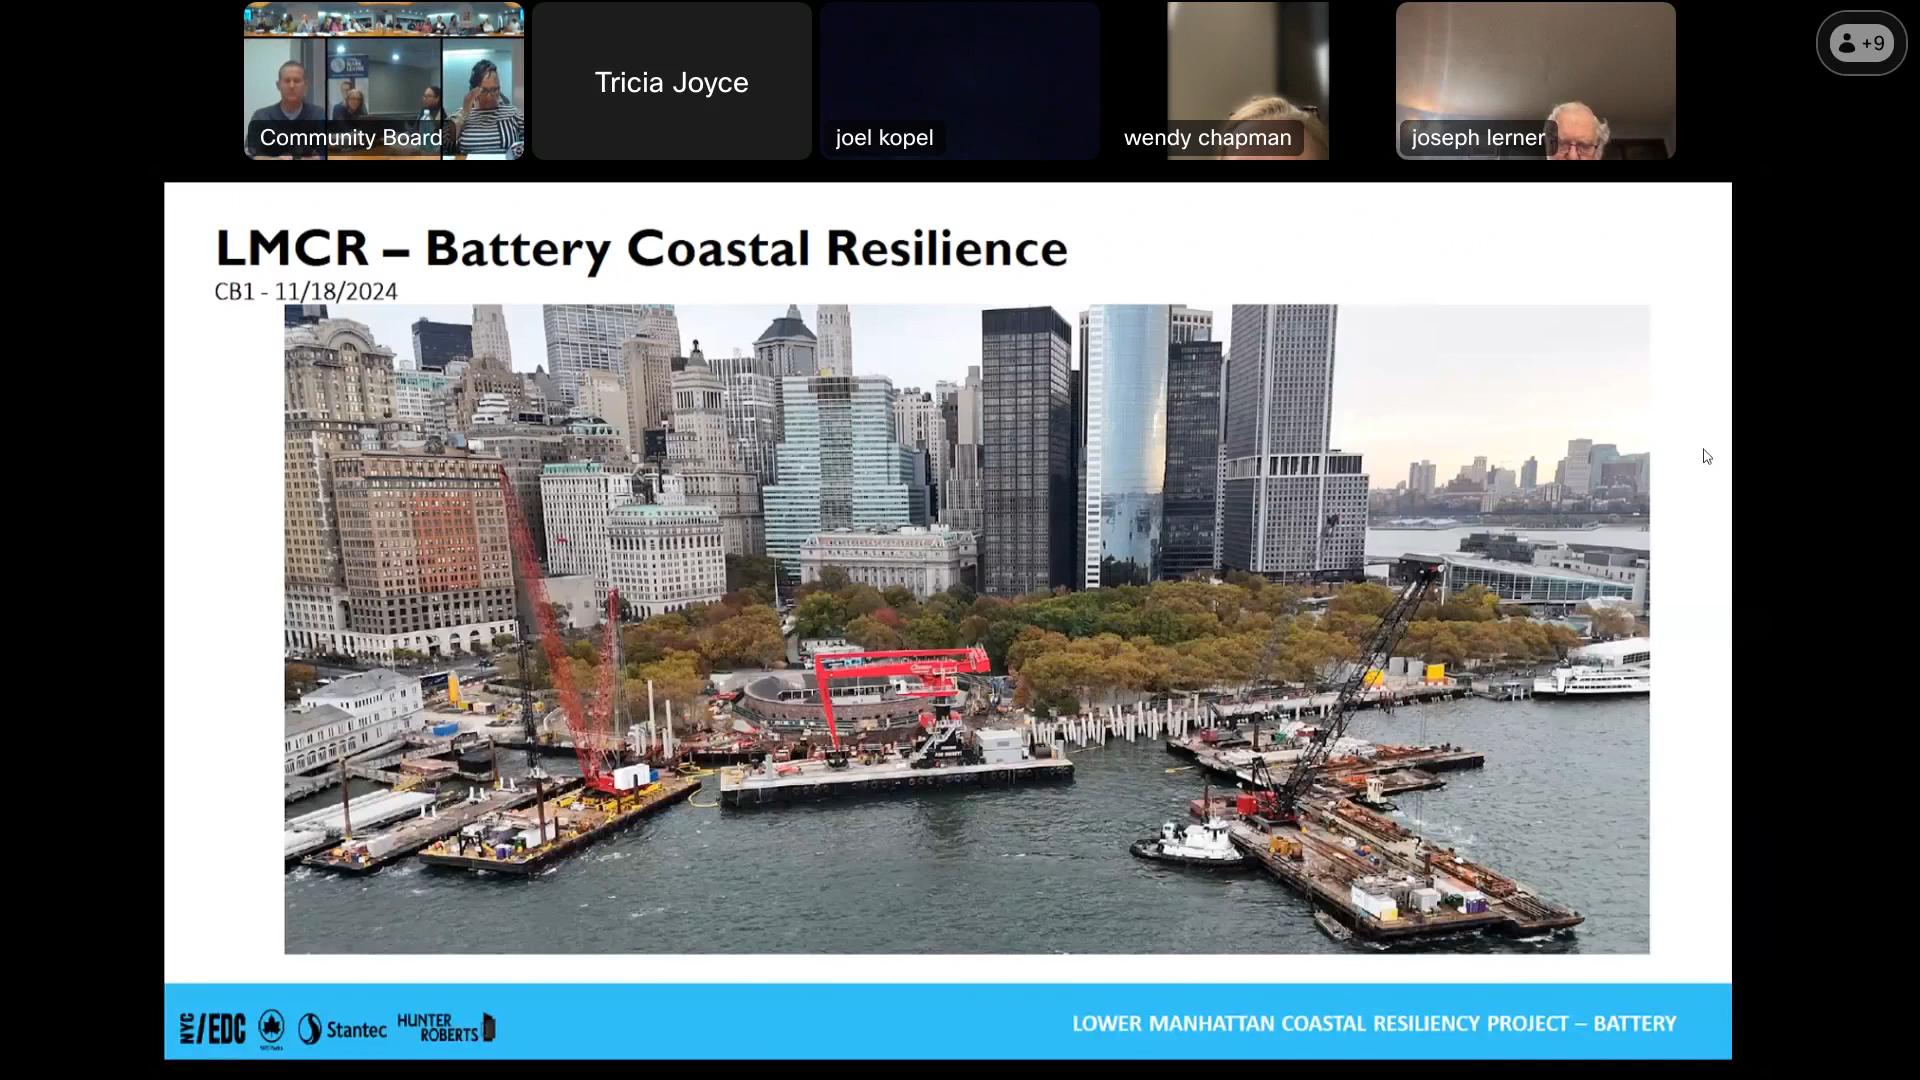 +9
Tricia Joyce
Community Board
joel kopel
wendy chapman
joseph lerner
LMCR – Battery Coastal Resilience
CB1 - 11/18/2024
NYC/EDC
Stantec
HUNTER
ROBERTS
LOWER MANHATTAN COASTAL RESILIENCY PROJECT – BATTERY